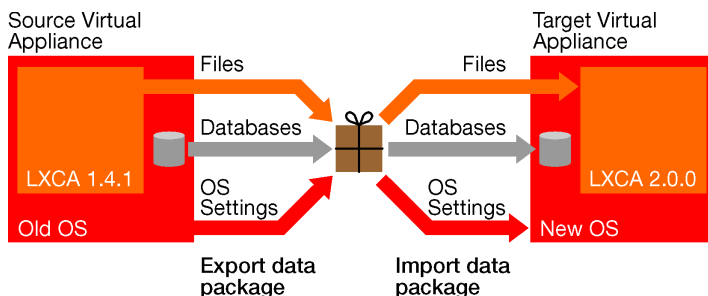 Source Virtual
Appliance
Target Virtual
Appliance
Files
Files
Databases
Databases
LXCA 1.4.1
LXCA 2.0.0
OS
Settings
OS
Settings
Old OS
New OS
Export data
package
Import data
package